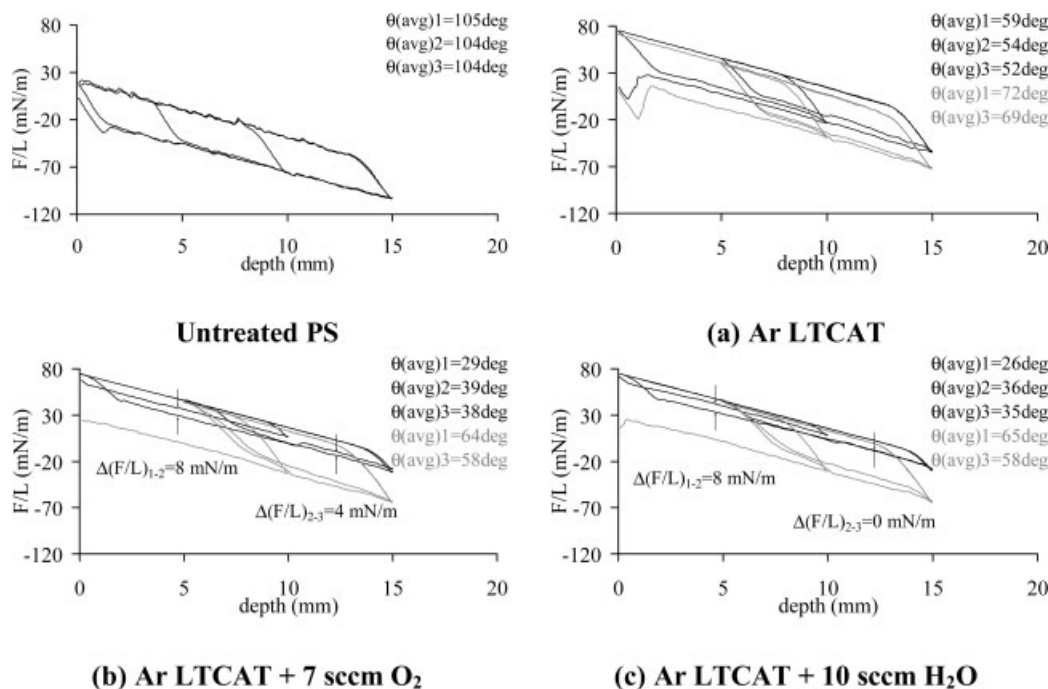 80
30
-20
-70
-120
F/L (mN/m)
0
5
10
15
20
depth (mm)
θ(avg)1=105deg
θ(avg)2=104deg
θ(avg)3=104deg
Untreated PS
80
30
-20
-70
-120
F/L (mN/m)
0
5
10
15
20
depth (mm)
θ(avg)1=59deg
θ(avg)2=54deg
θ(avg)3=52deg
θ(avg)1=72deg
θ(avg)3=69deg
(a) Ar LTCAT
80
30
-20
-70
-120
F/L (mN/m)
0
5
10
15
20
depth (mm)
θ(avg)1=29deg
θ(avg)2=39deg
θ(avg)3=38deg
θ(avg)1=64deg
θ(avg)3=58deg
Δ(F/L)1-2=8 mN/m
Δ(F/L)2-3=4 mN/m
(b) Ar LTCAT + 7 sccm O2
80
30
-20
-70
-120
F/L (mN/m)
0
5
10
15
20
depth (mm)
θ(avg)1=26deg
θ(avg)2=36deg
θ(avg)3=35deg
θ(avg)1=65deg
θ(avg)3=58deg
Δ(F/L)1-2=8 mN/m
Δ(F/L)2-3=0 mN/m
(c) Ar LTCAT + 10 sccm H2O